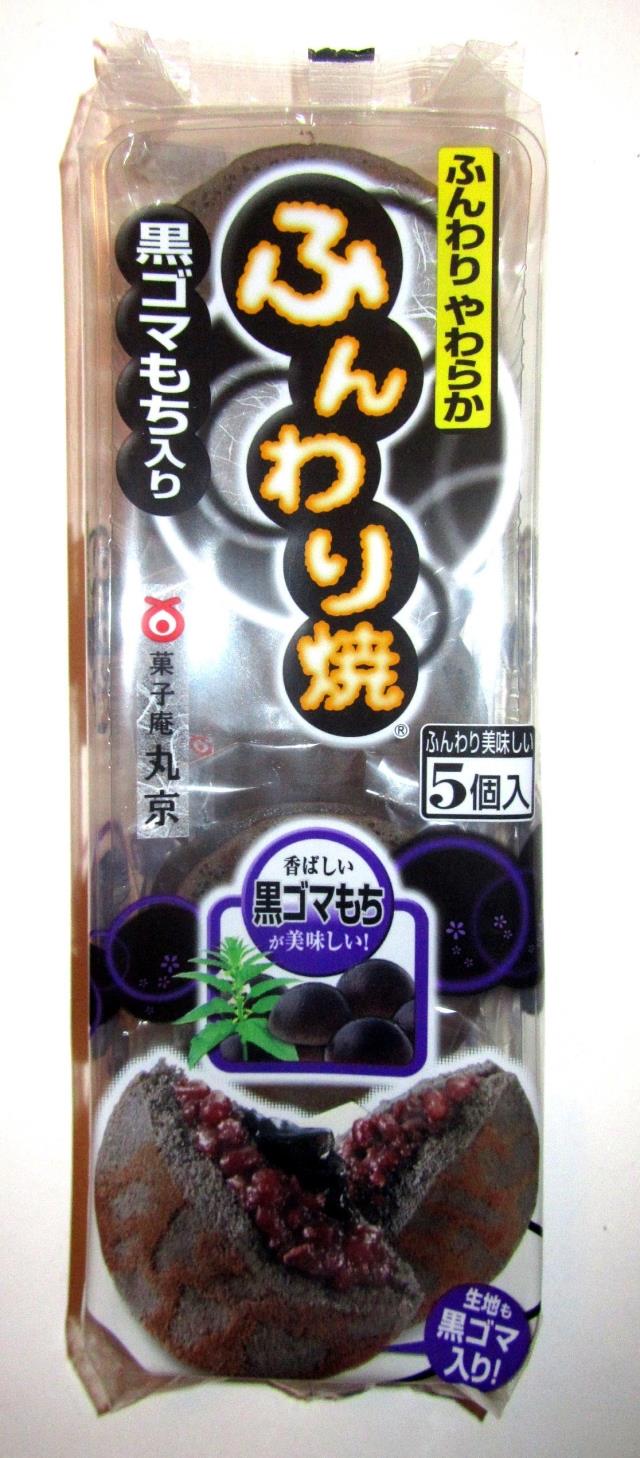 ふんわり やわらか
ふんわり焼
®
黒ゴマもち入り
菓子庵 丸京
ふんわり美味しい
5個入
香ばしい
黒ゴマもち
が美味しい!
生地も
黒ゴマ
入り!